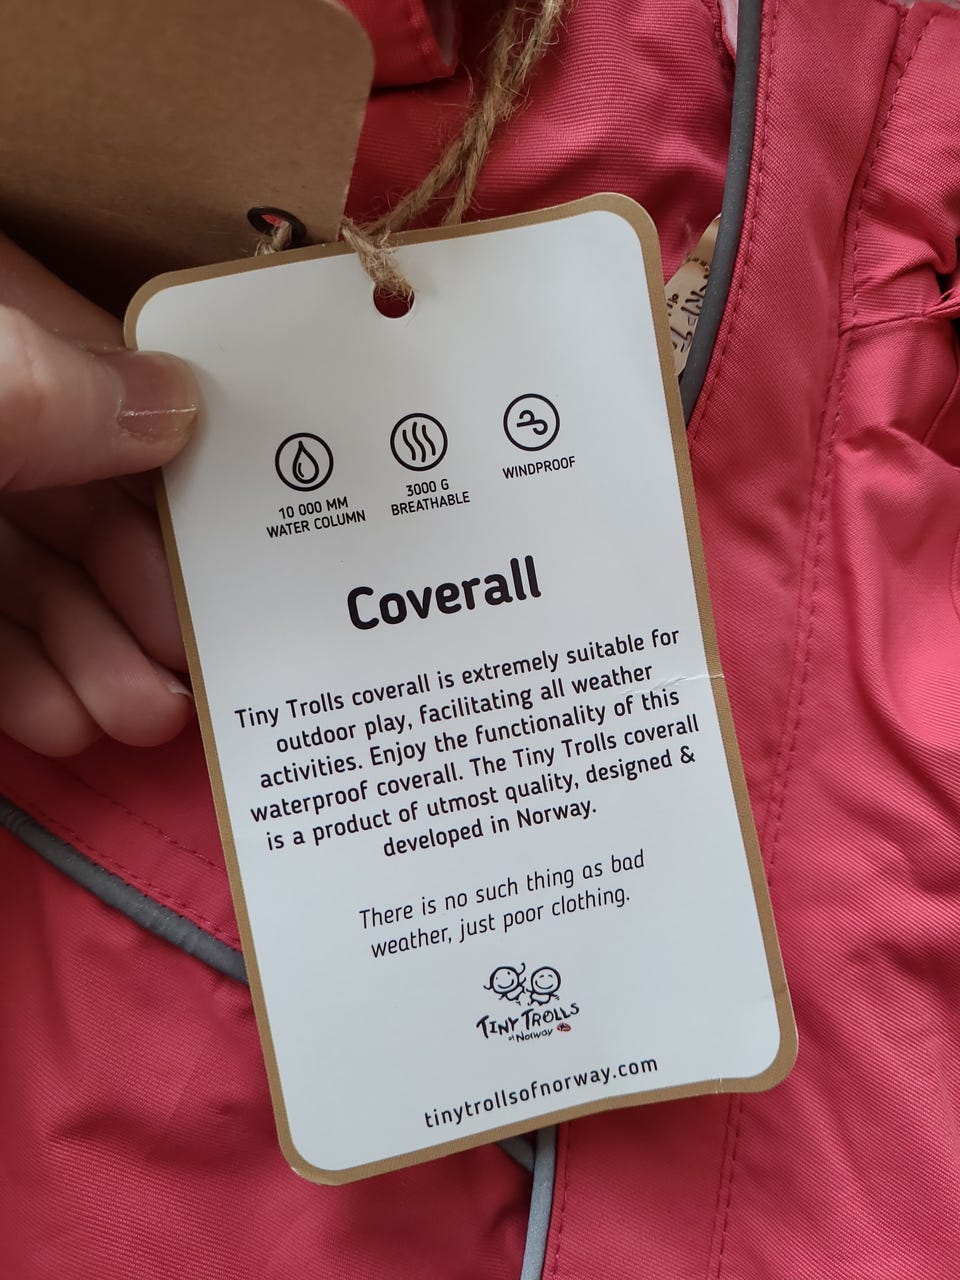 10 000 MM
WATER COLUMN
3000 G
BREATHABLE
WINDPROOF
Coverall
Tiny Trolls coverall is extremely suitable for
outdoor play, facilitating all weather
activities. Enjoy the functionality of this
waterproof coverall. The Tiny Trolls coverall
is a product of utmost quality, designed &
developed in Norway.
There is no such thing as bad
weather, just poor clothing.
TINY TROLLS
of Norway
tinytrollsofnorway.com